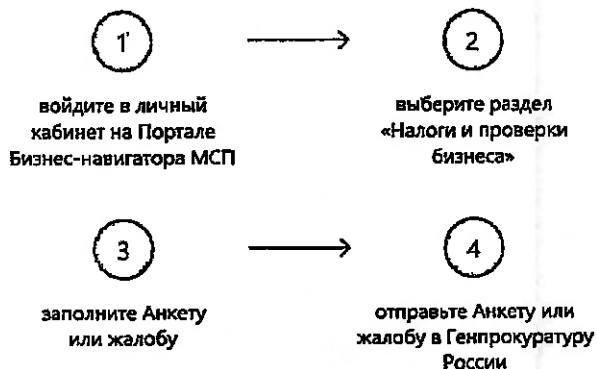 1
войдите в личный
кабинет на Портале
Бизнес-навигатора МСП
2
выберите раздел
«Налоги и проверки
бизнеса»
3
заполните Анкету
или жалобу
4
отправьте Анкету или
жалобу в Генпрокуратуру
России